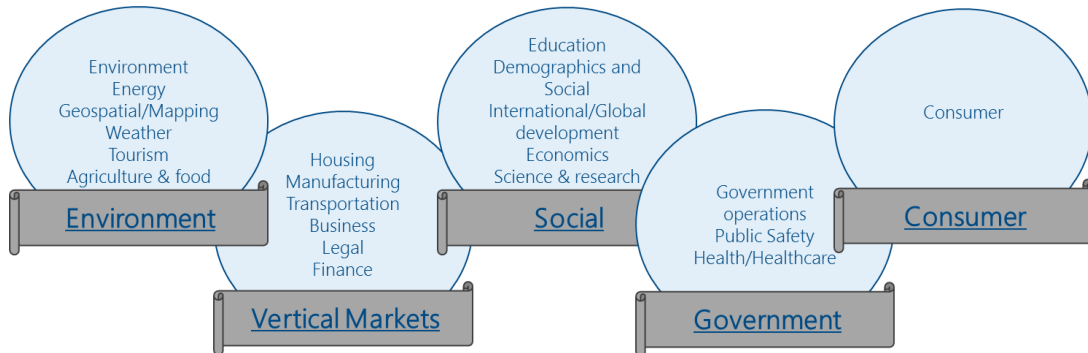 Environment
Energy
Geospatial/Mapping
Weather
Tourism
Agriculture & food
Environment
Housing
Manufacturing
Transportation
Business
Legal
Finance
Vertical Markets
Education
Demographics and
Social
International/Global
development
Economics
Science & research
Social
Government
operations
Public Safety
Health/Healthcare
Government
Consumer
Consumer